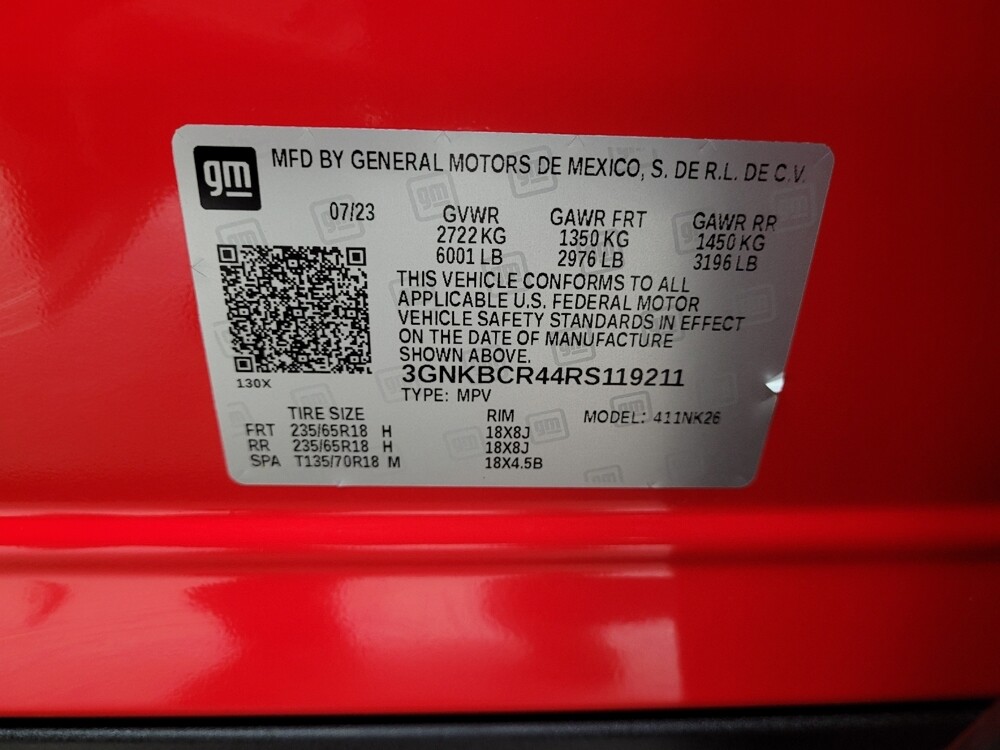 gm MFD BY GENERAL MOTORS DE MEXICO, S. DE R.L. DE C.V.
07/23 GVWR GAWR FRT GAWR RR
2722 KG 1350 KG 1450 KG
6001 LB 2976 LB 3196 LB
THIS VEHICLE CONFORMS TO ALL
APPLICABLE U.S. FEDERAL MOTOR
VEHICLE SAFETY STANDARDS IN EFFECT
ON THE DATE OF MANUFACTURE
SHOWN ABOVE.
3GNKBCR44RS119211
130X TYPE: MPV
TIRE SIZE RIM MODEL: 411NK26
FRT 235/65R18 H 18X8J
RR 235/65R18 H 18X8J
SPA T135/70R18 M 18X4.5B